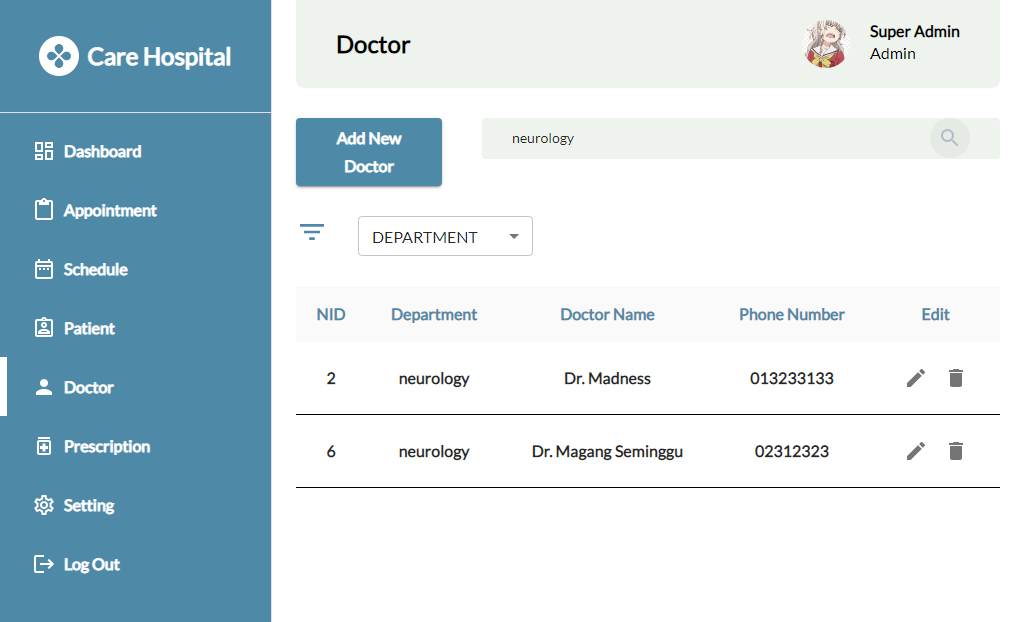 Care Hospital
Dashboard
Appointment
Schedule
Patient
Doctor
Prescription
Setting
Log Out
Doctor
Super Admin
Admin
Add New
Doctor
neurology
DEPARTMENT
NID Department Doctor Name Phone Number Edit
2 neurology Dr. Madness 013233133
6 neurology Dr. Magang Seminggu 02312323